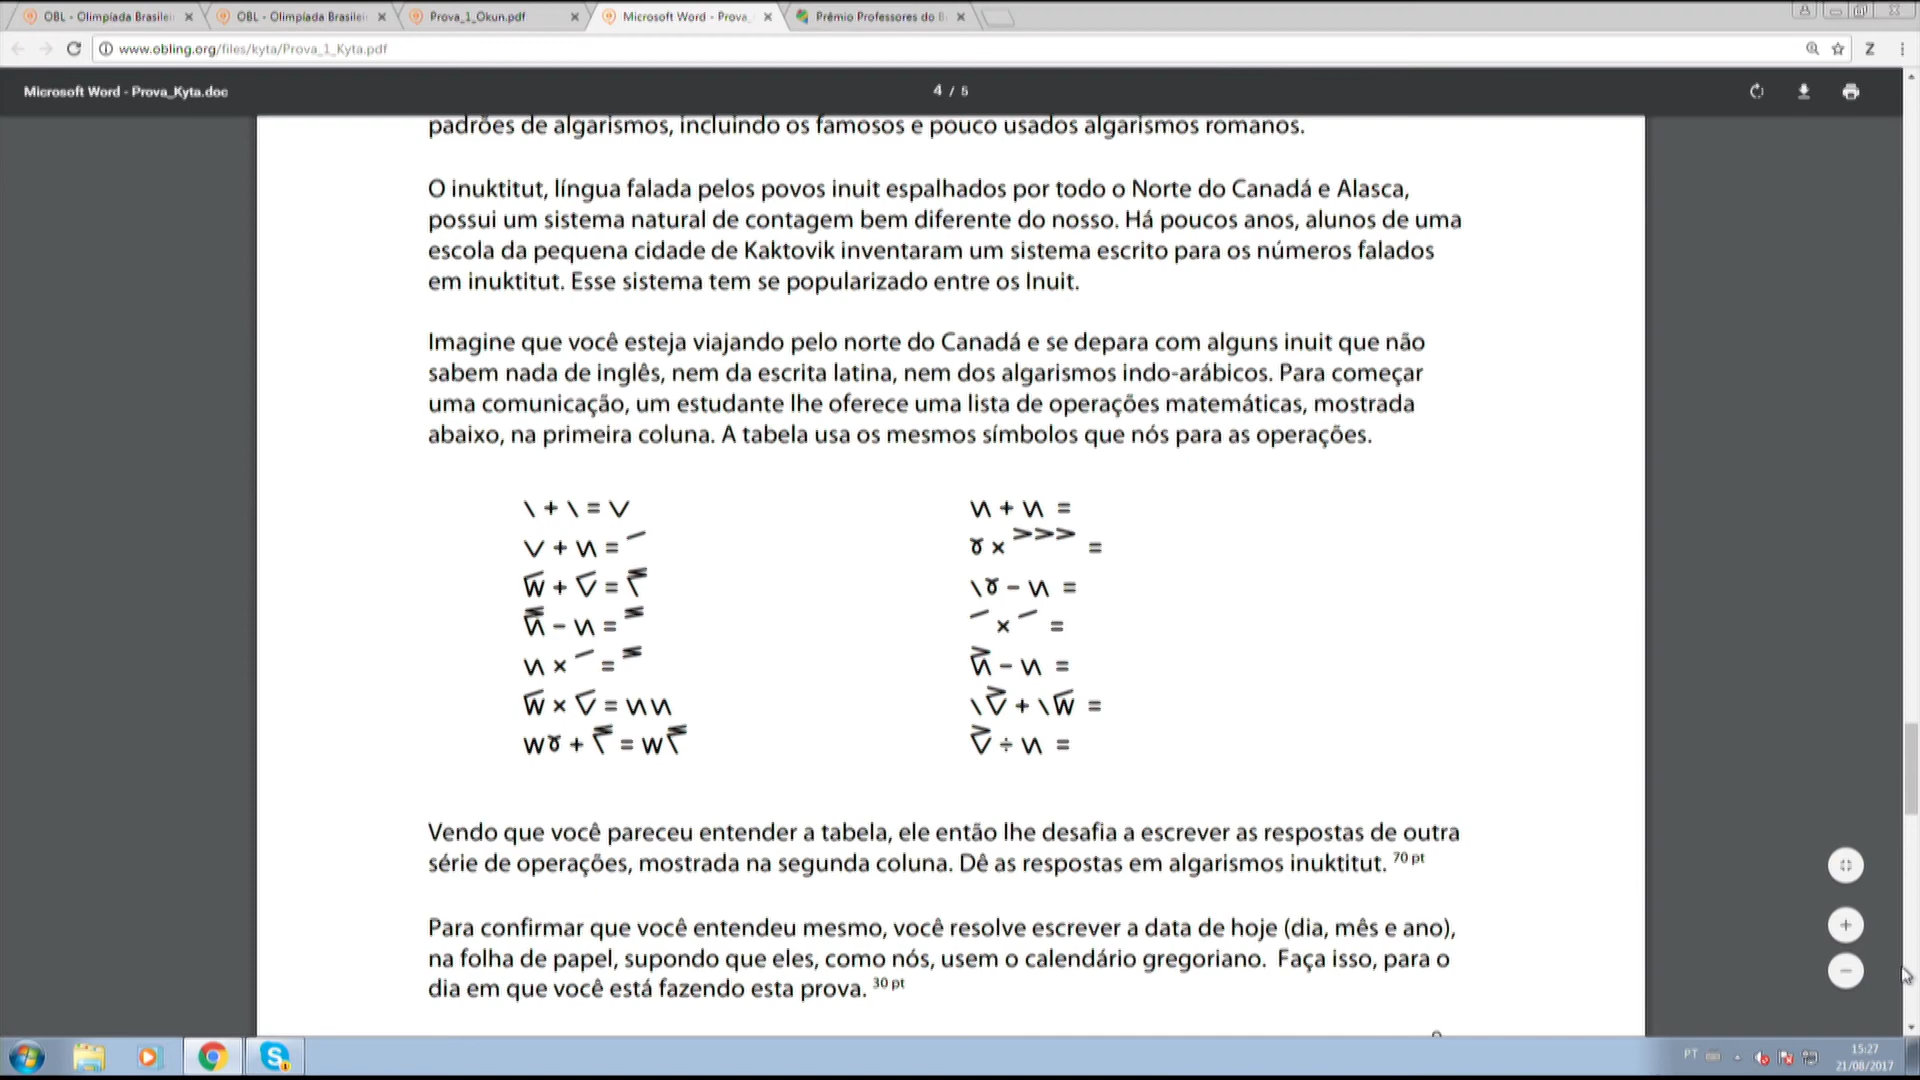 OBL - Olimpíada Brasilei
OBL - Olimpíada Brasilei
Prova_1_Okun.pdf
Microsoft Word - Prova_
Prêmio Professores do B
www.obling.org/files/kyta/Prova_1_Kyta.pdf
Z
Microsoft Word - Prova_Kyta.doc
4 / 5
padrões de algarismos, incluindo os famosos e pouco usados algarismos romanos.
O inuktitut, língua falada pelos povos inuit espalhados por todo o Norte do Canadá e Alasca,
possui um sistema natural de contagem bem diferente do nosso. Há poucos anos, alunos de uma
escola da pequena cidade de Kaktovik inventaram um sistema escrito para os números falados
em inuktitut. Esse sistema tem se popularizado entre os Inuit.
Imagine que você esteja viajando pelo norte do Canadá e se depara com alguns inuit que não
sabem nada de inglês, nem da escrita latina, nem dos algarismos indo-arábicos. Para começar
uma comunicação, um estudante lhe oferece uma lista de operações matemáticas, mostrada
abaixo, na primeira coluna. A tabela usa os mesmos símbolos que nós para as operações.
Vendo que você pareceu entender a tabela, ele então lhe desafia a escrever as respostas de outra
série de operações, mostrada na segunda coluna. Dê as respostas em algarismos inuktitut. 70 pt
Para confirmar que você entendeu mesmo, você resolve escrever a data de hoje (dia, mês e ano),
na folha de papel, supondo que eles, como nós, usem o calendário gregoriano. Faça isso, para o
dia em que você está fazendo esta prova. 30 pt
PT
15:27
21/08/2017